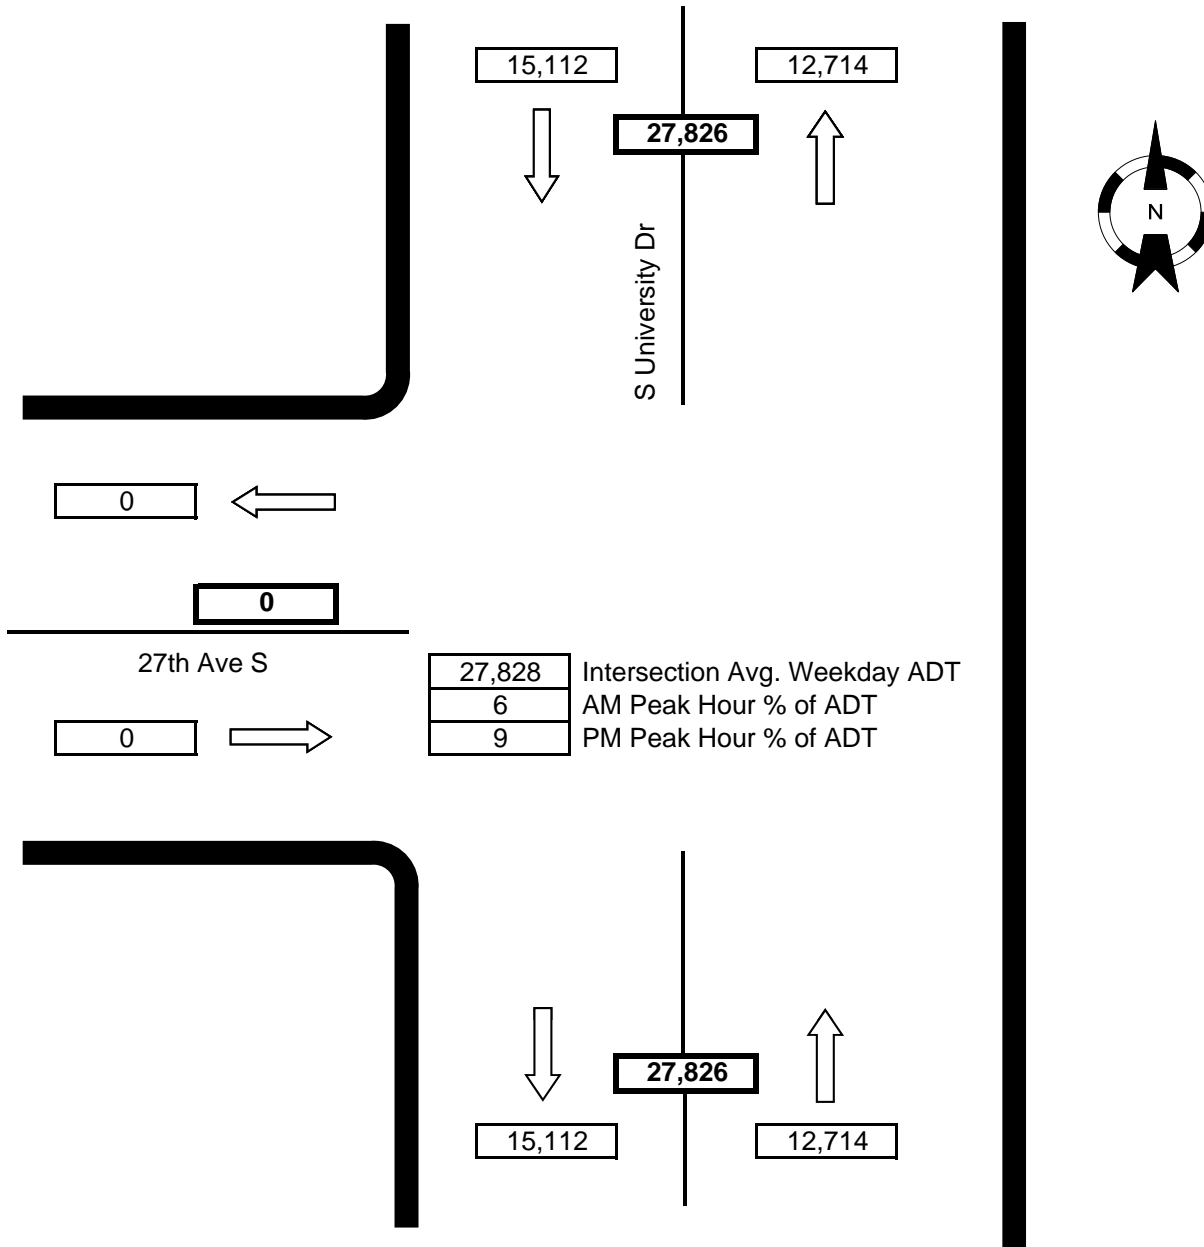 15,112 12,714
27,826
N
S University Dr
0
0
27th Ave S
27,828 Intersection Avg. Weekday ADT
6 AM Peak Hour % of ADT
0
9 PM Peak Hour % of ADT
27,826
15,112 12,714